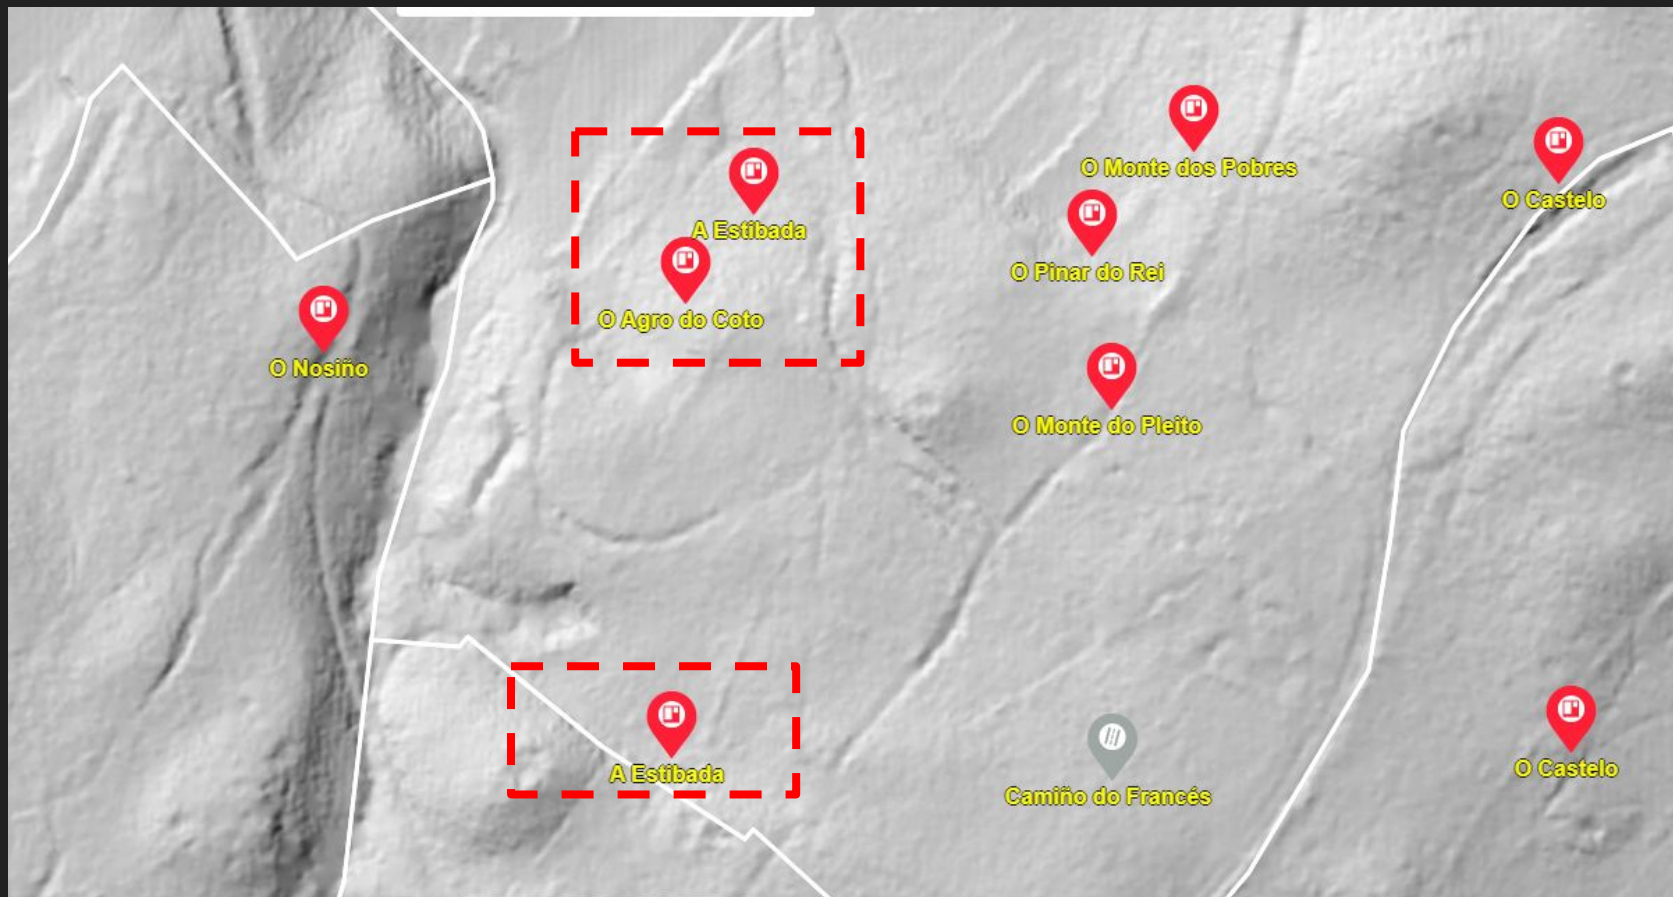 O Monte dos Pobres
O Castelo
A Estibada
O Pinar do Rei
O Agro do Coto
O Nosiño
O Monte do Pleito
A Estibada
O Castelo
Camiño do Francés